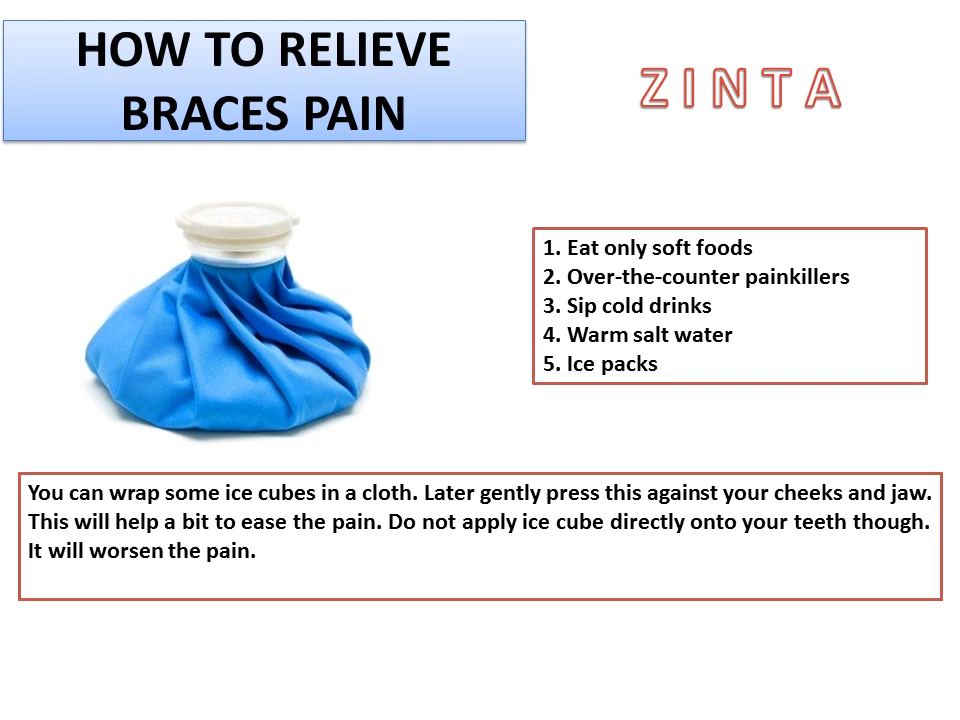 HOW TO RELIEVE
BRACES PAIN
Z I N T A
1. Eat only soft foods
2. Over-the-counter painkillers
3. Sip cold drinks
4. Warm salt water
5. Ice packs
You can wrap some ice cubes in a cloth. Later gently press this against your cheeks and jaw.
This will help a bit to ease the pain. Do not apply ice cube directly onto your teeth though.
It will worsen the pain.